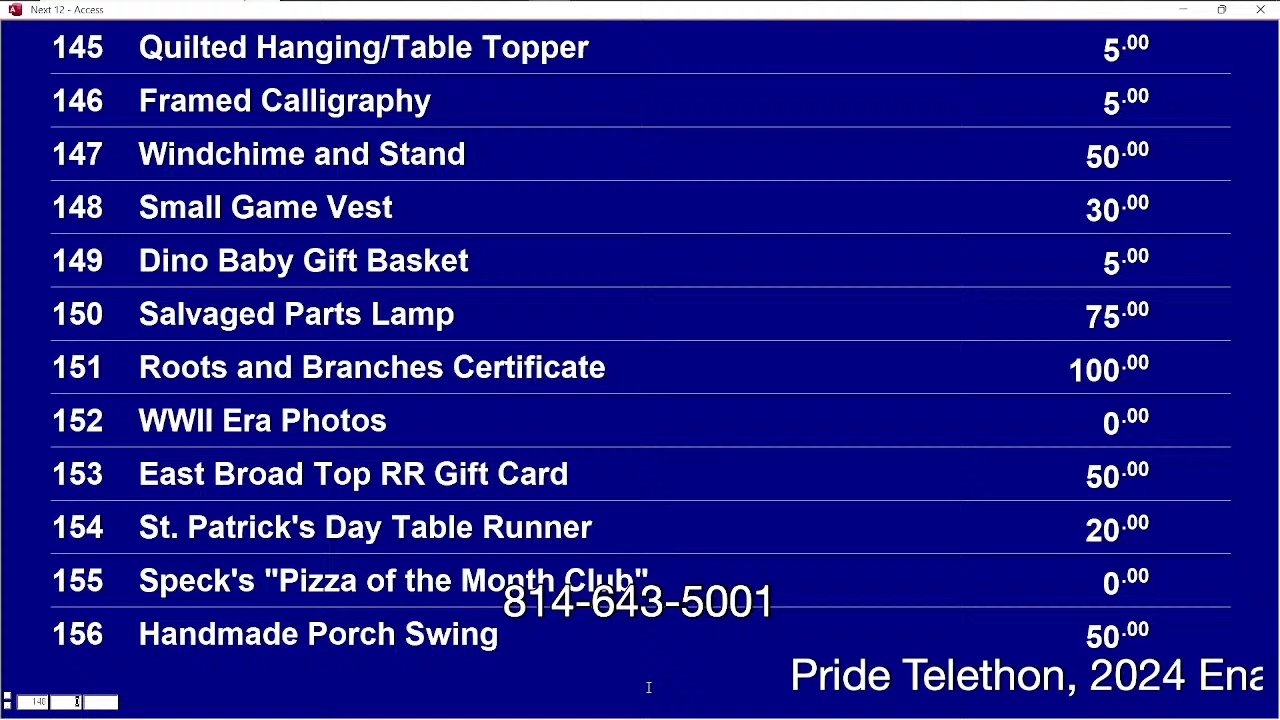 Next 12 - Access
145 Quilted Hanging/Table Topper 5.00
146 Framed Calligraphy 5.00
147 Windchime and Stand 50.00
148 Small Game Vest 30.00
149 Dino Baby Gift Basket 5.00
150 Salvaged Parts Lamp 75.00
151 Roots and Branches Certificate 100.00
152 WWII Era Photos 0.00
153 East Broad Top RR Gift Card 50.00
154 St. Patrick's Day Table Runner 20.00
155 Speck's "Pizza of the Month Club" 0.00
814-643-5001
156 Handmade Porch Swing 50.00
Pride Telethon, 2024 Ena